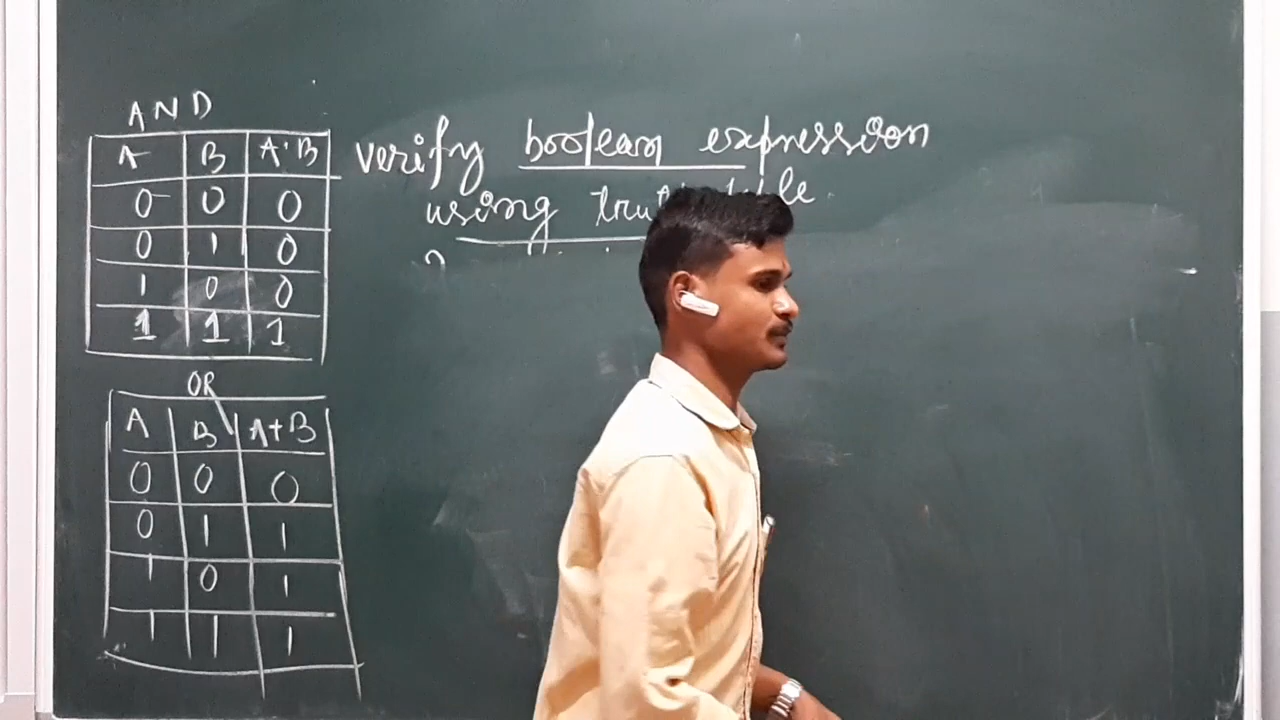 AND
A B A·B
0 0 0
0 1 0
1 0 0
1 1 1
OR
A B A+B
0 0 0
0 1 1
1 0 1
1 1 1
verify boolean expression
using